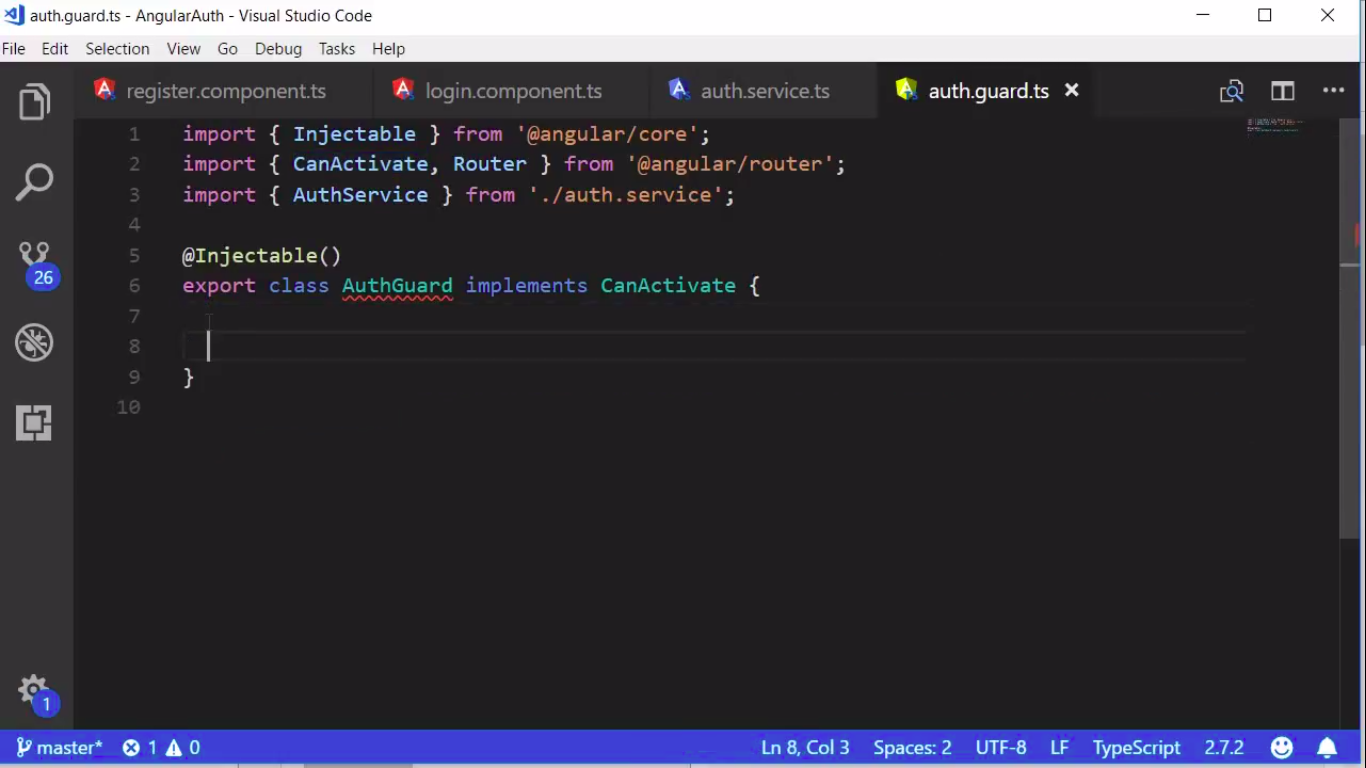 auth.guard.ts - AngularAuth - Visual Studio Code
File Edit Selection View Go Debug Tasks Help
register.component.ts login.component.ts auth.service.ts auth.guard.ts
1 import { Injectable } from '@angular/core';
2 import { CanActivate, Router } from '@angular/router';
3 import { AuthService } from './auth.service';
4
5 @Injectable()
6 export class AuthGuard implements CanActivate {
7
8
9 }
10
26
1
master* 1 0 Ln 8, Col 3 Spaces: 2 UTF-8 LF TypeScript 2.7.2